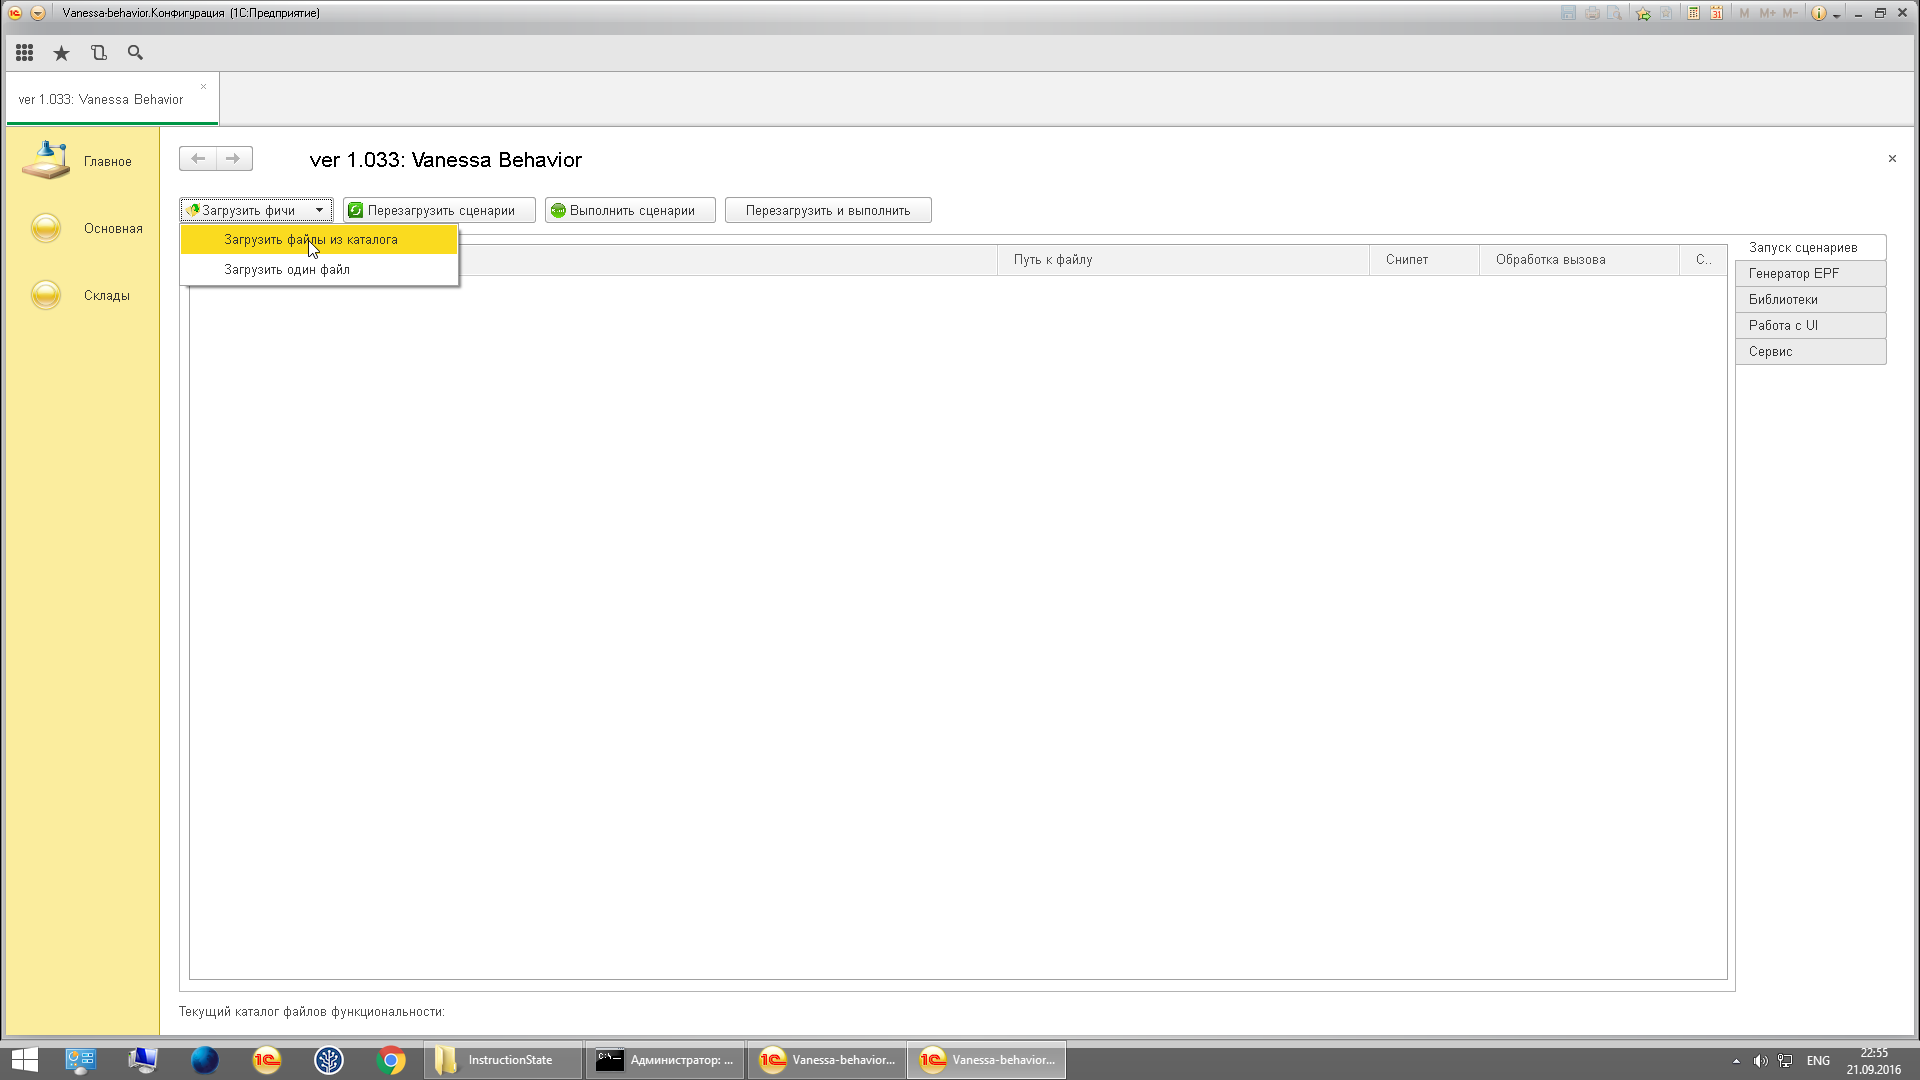 Vanessa-behavior.Конфигурация (1С:Предприятие)
M M+ M-
31
ver 1.033: Vanessa Behavior
Главное
Основная
Склады
ver 1.033: Vanessa Behavior
Загрузить фичи
Перезагрузить сценарии
Выполнить сценарии
Перезагрузить и выполнить
Загрузить файлы из каталога
Загрузить один файл
Путь к файлу
Снипет
Обработка вызова
С..
Запуск сценариев
Генератор EPF
Библиотеки
Работа с UI
Сервис
Текущий каталог файлов функциональности:
InstructionState
Администратор: ...
Vanessa-behavior...
Vanessa-behavior...
ENG
22:55
21.09.2016